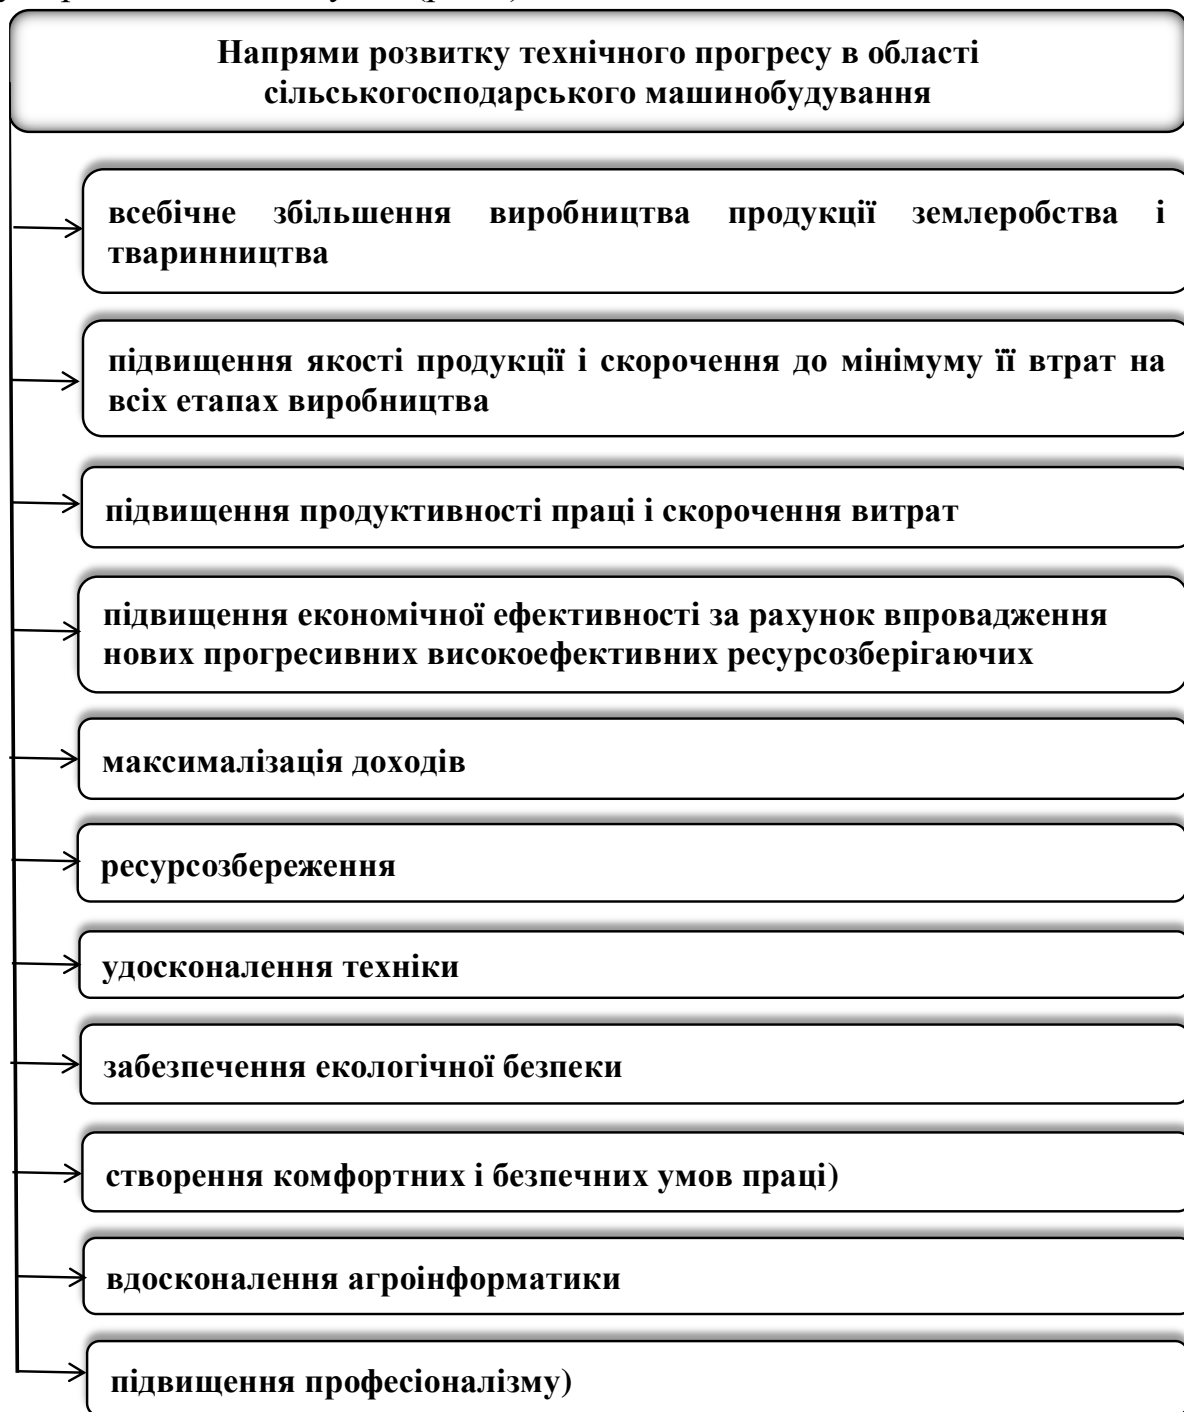 Напрями розвитку технічного прогресу в області
сільськогосподарського машинобудування
всебічне збільшення виробництва продукції землеробства і
тваринництва
підвищення якості продукції і скорочення до мінімуму її втрат на
всіх етапах виробництва
підвищення продуктивності праці і скорочення витрат
підвищення економічної ефективності за рахунок впровадження
нових прогресивних високоефективних ресурсозберігаючих
максималізація доходів
ресурсозбереження
удосконалення техніки
забезпечення екологічної безпеки
створення комфортних і безпечних умов праці)
вдосконалення агроінформатики
підвищення професіоналізму)